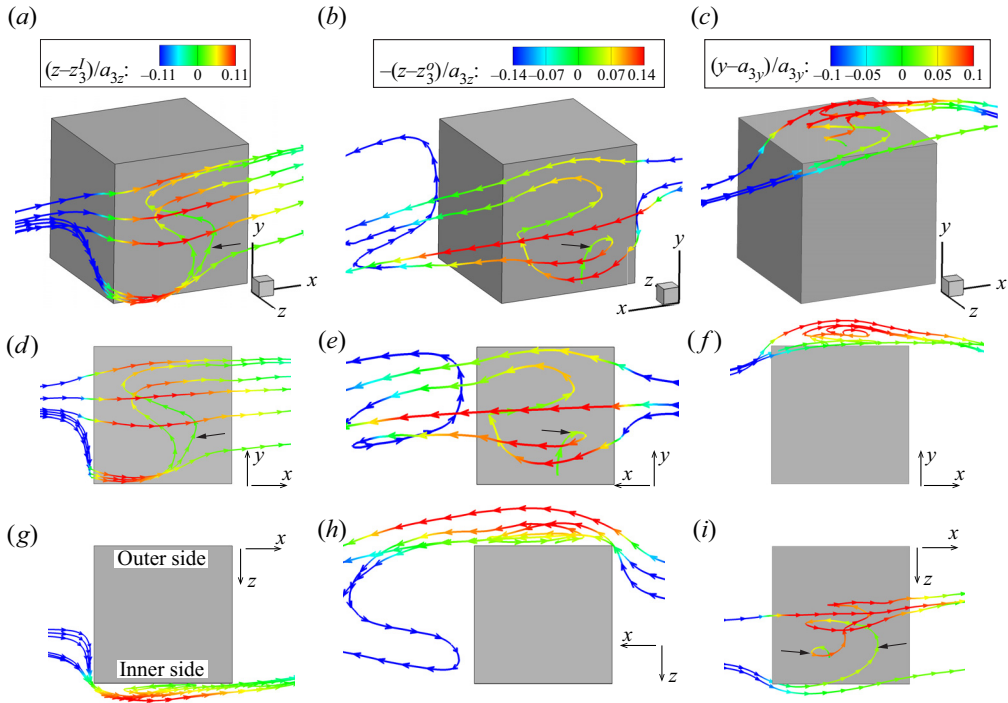 (a)
(b)
(c)
(z–z₃ᴵ)/a₃z:
–0.11 0 0.11
–(z–z₃ᵒ)/a₃z:
–0.14 –0.07 0 0.07 0.14
(y–a₃y)/a₃y:
–0.1 –0.05 0 0.05 0.1
y
x
z
y
z
x
y
x
z
(d)
(e)
(f)
y
x
x
y
y
x
(g)
(h)
(i)
Outer side
x
z
Inner side
x
z
x
z